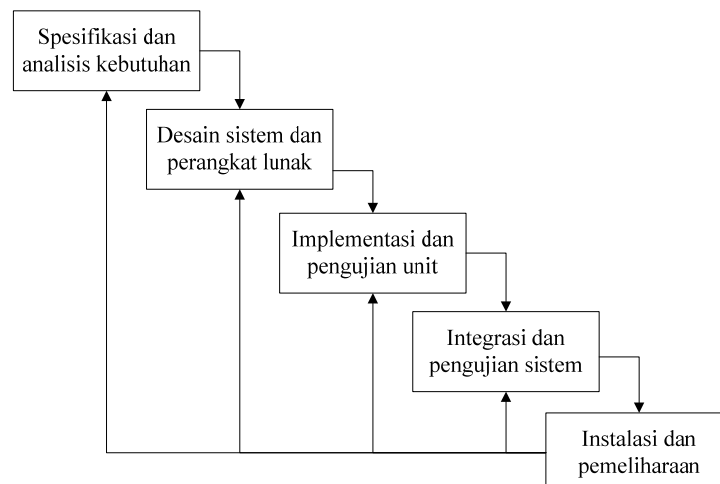 Spesifikasi dan
analisis kebutuhan
Desain sistem dan
perangkat lunak
Implementasi dan
pengujian unit
Integrasi dan
pengujian sistem
Instalasi dan
pemeliharaan